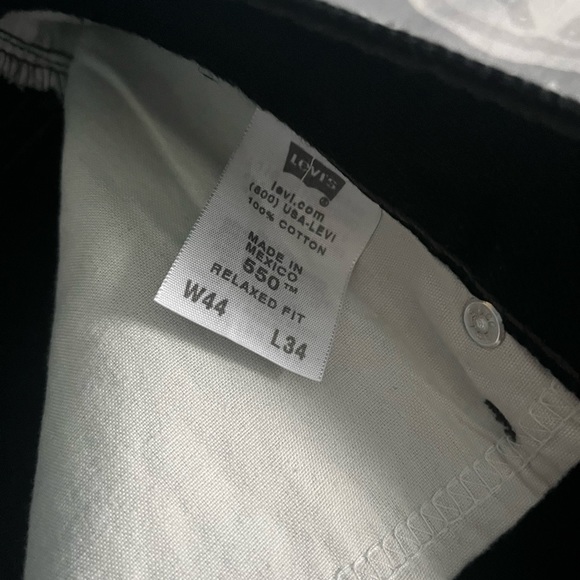 LEVI'S
levi.com
(800) USA-LEVI
100% COTTON
MADE IN
MEXICO
550™
RELAXED FIT
W44 L34